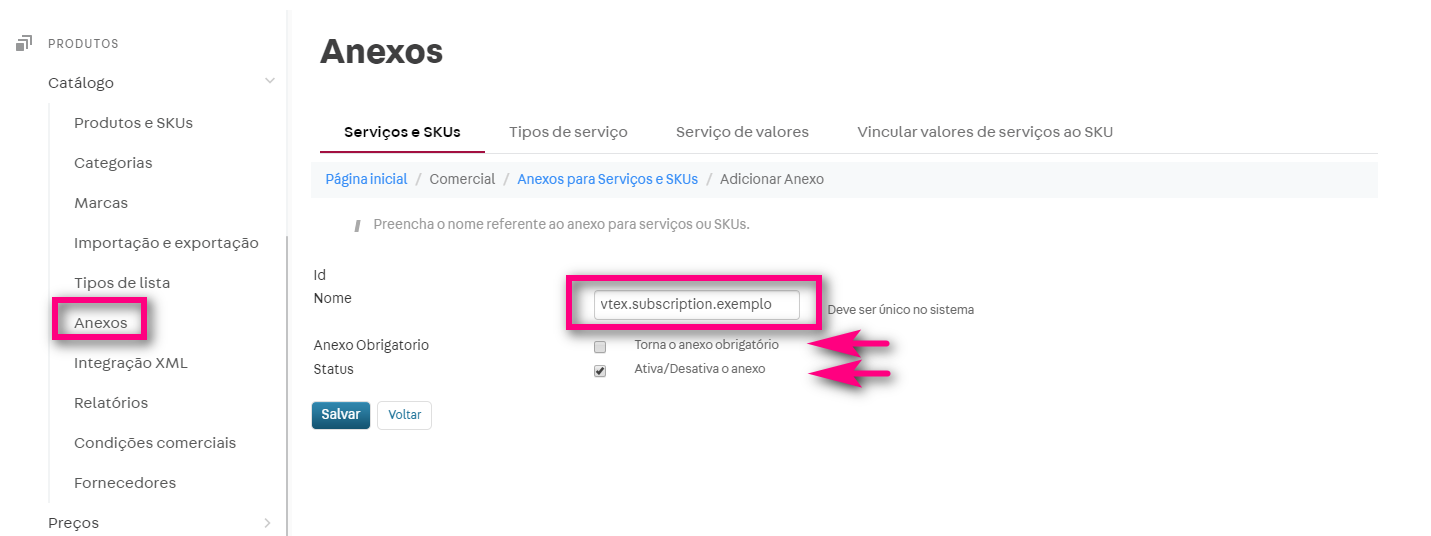 PRODUTOS
Catálogo
Produtos e SKUs
Categorias
Marcas
Importação e exportação
Tipos de lista
Anexos
Integração XML
Relatórios
Condições comerciais
Fornecedores
Preços
Anexos
Serviços e SKUs Tipos de serviço Serviço de valores Vincular valores de serviços ao SKU
Página inicial / Comercial / Anexos para Serviços e SKUs / Adicionar Anexo
Preencha o nome referente ao anexo para serviços ou SKUs.
Id
Nome vtex.subscription.exemplo Deve ser único no sistema
Anexo Obrigatorio Torna o anexo obrigatório
Status Ativa/Desativa o anexo
Salvar Voltar